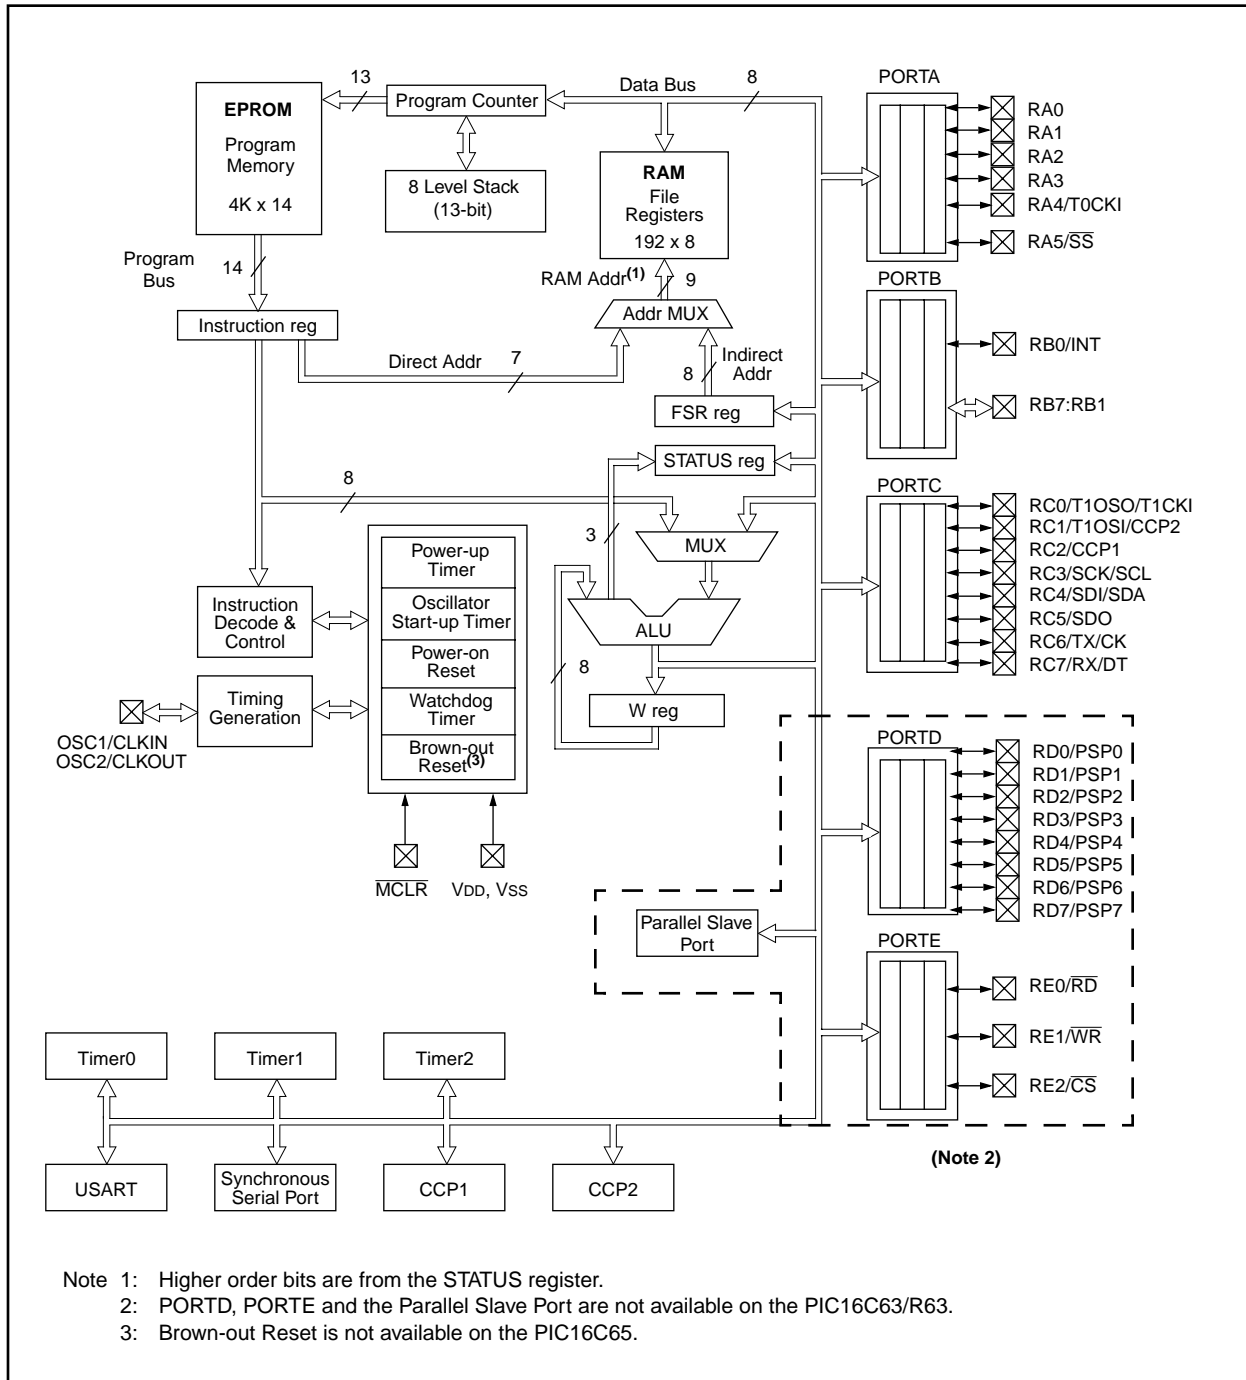 EPROM
Program
Memory
4K x 14
13
Program Counter
Data Bus
8
8 Level Stack
(13-bit)
RAM
File
Registers
192 x 8
Program
Bus
14
RAM Addr(1)
9
Instruction reg
Addr MUX
Direct Addr
7
8
Indirect
Addr
FSR reg
STATUS reg
8
3
MUX
ALU
8
W reg
Power-up
Timer
Oscillator
Start-up Timer
Power-on
Reset
Watchdog
Timer
Brown-out
Reset(3)
Instruction
Decode &
Control
Timing
Generation
OSC1/CLKIN
OSC2/CLKOUT
MCLR
VDD, VSS
Parallel Slave
Port
PORTA
RA0
RA1
RA2
RA3
RA4/T0CKI
RA5/SS
PORTB
RB0/INT
RB7:RB1
PORTC
RC0/T1OSO/T1CKI
RC1/T1OSI/CCP2
RC2/CCP1
RC3/SCK/SCL
RC4/SDI/SDA
RC5/SDO
RC6/TX/CK
RC7/RX/DT
PORTD
RD0/PSP0
RD1/PSP1
RD2/PSP2
RD3/PSP3
RD4/PSP4
RD5/PSP5
RD6/PSP6
RD7/PSP7
PORTE
RE0/RD
RE1/WR
RE2/CS
(Note 2)
Timer0
Timer1
Timer2
USART
Synchronous
Serial Port
CCP1
CCP2
Note 1: Higher order bits are from the STATUS register.
2: PORTD, PORTE and the Parallel Slave Port are not available on the PIC16C63/R63.
3: Brown-out Reset is not available on the PIC16C65.